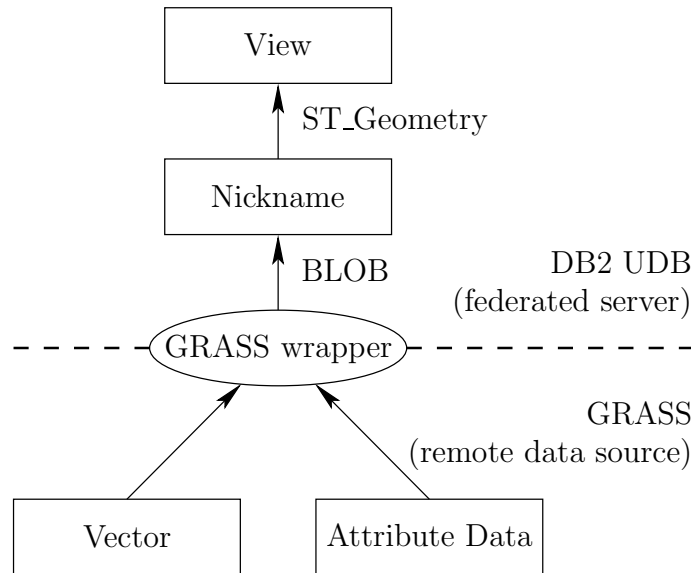 View
ST_Geometry
Nickname
BLOB
DB2 UDB
(federated server)
GRASS wrapper
GRASS
(remote data source)
Vector
Attribute Data